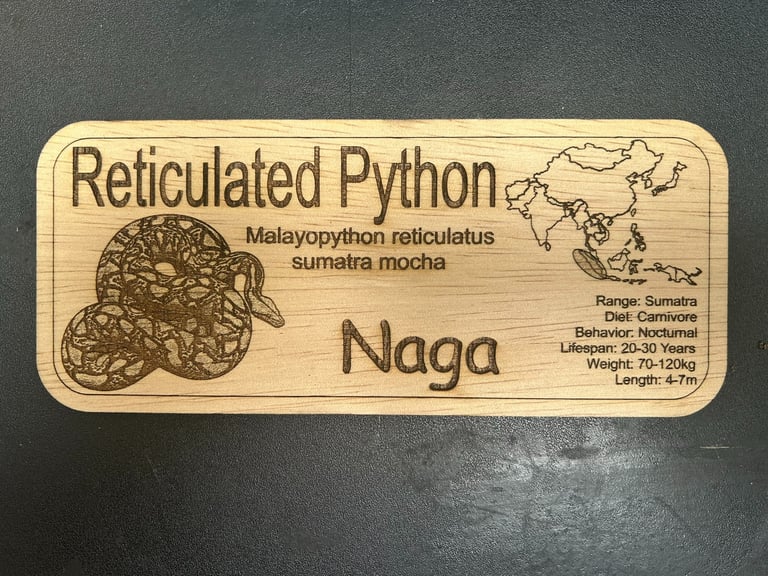 Reticulated Python
Malayopython reticulatus
sumatra mocha
Naga
Range: Sumatra
Diet: Carnivore
Behavior: Nocturnal
Lifespan: 20-30 Years
Weight: 70-120kg
Length: 4-7m